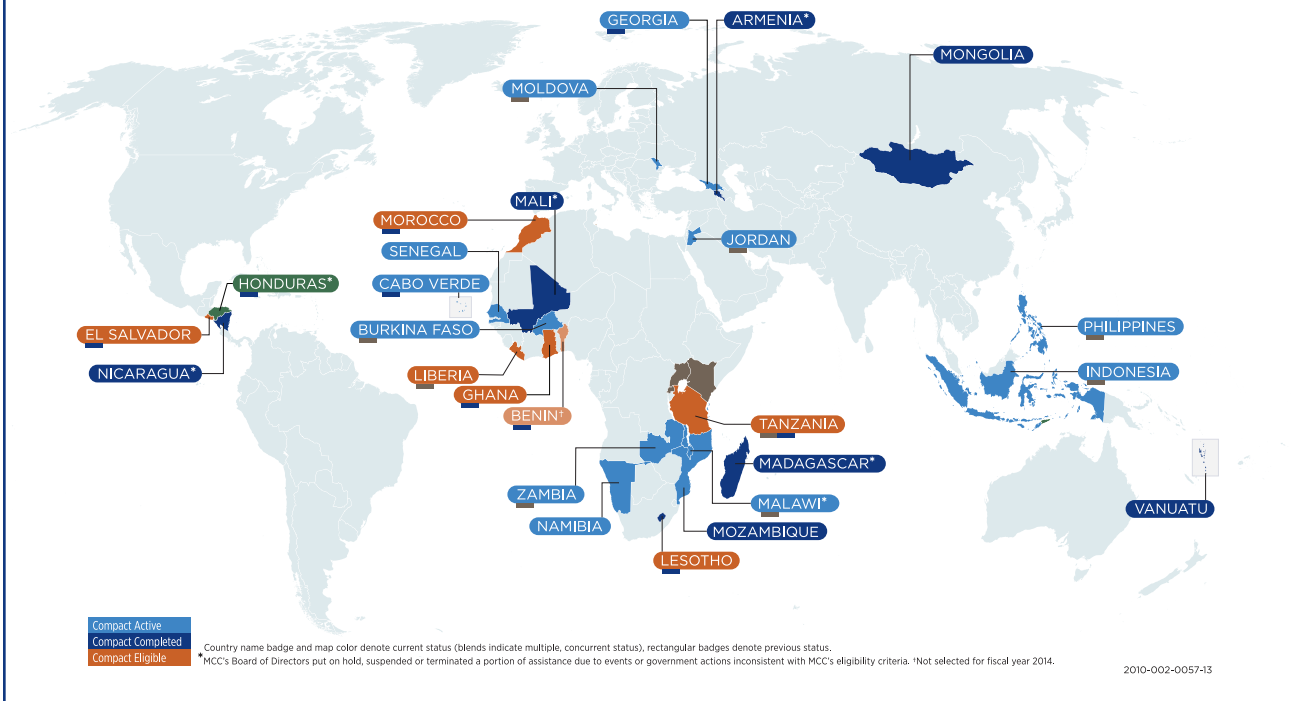 GEORGIA
ARMENIA*
MONGOLIA
MOLDOVA
MALI*
MOROCCO
SENEGAL
JORDAN
HONDURAS*
CABO VERDE
EL SALVADOR
BURKINA FASO
PHILIPPINES
NICARAGUA*
LIBERIA
INDONESIA
GHANA
BENIN†
TANZANIA
MADAGASCAR*
ZAMBIA
MALAWI*
VANUATU
NAMIBIA
MOZAMBIQUE
LESOTHO
Compact Active
Compact Completed
Compact Eligible
Country name badge and map color denote current status (blends indicate multiple, concurrent status), rectangular badges denote previous status.
*MCC's Board of Directors put on hold, suspended or terminated a portion of assistance due to events or government actions inconsistent with MCC's eligibility criteria. †Not selected for fiscal year 2014.
2010-002-0057-13